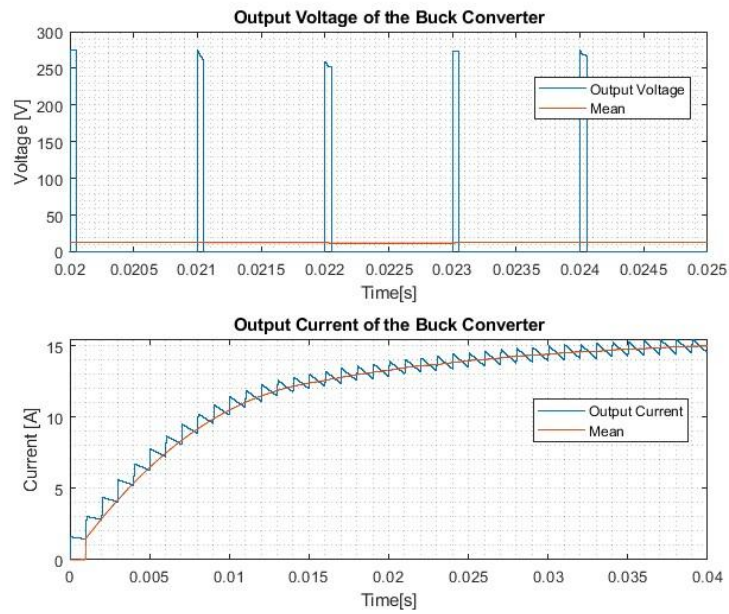 Output Voltage of the Buck Converter
300
250
200
150
100
50
0
Voltage [V]
Output Voltage
Mean
0.02 0.0205 0.021 0.0215 0.022 0.0225 0.023 0.0235 0.024 0.0245 0.025
Time[s]
Output Current of the Buck Converter
15
10
5
0
Current [A]
Output Current
Mean
0 0.005 0.01 0.015 0.02 0.025 0.03 0.035 0.04
Time[s]